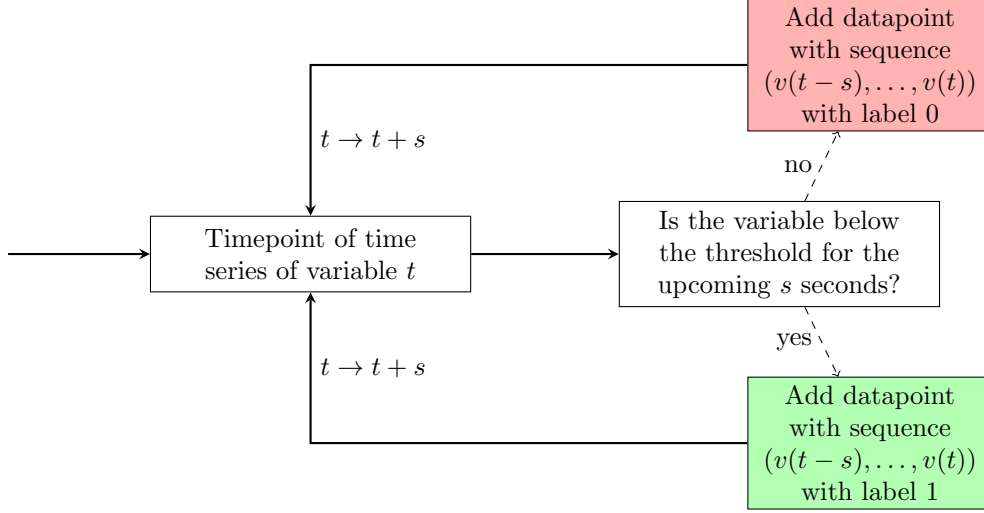 Add datapoint
with sequence
(v(t − s), . . . , v(t))
with label 0
t → t + s
no
Timepoint of time
series of variable t
Is the variable below
the threshold for the
upcoming s seconds?
t → t + s
yes
Add datapoint
with sequence
(v(t − s), . . . , v(t))
with label 1